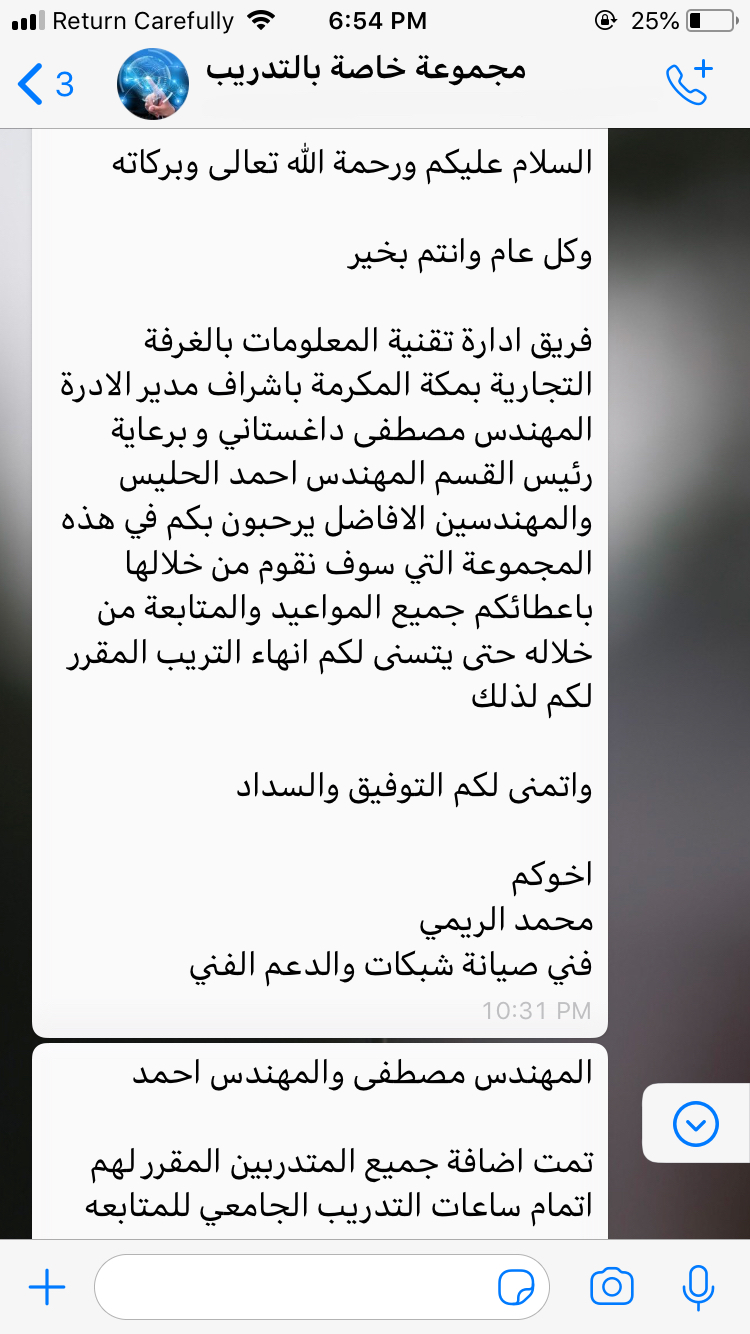 Return Carefully 6:54 PM 25%
3 مجموعة خاصة بالتدريب
السلام عليكم ورحمة الله تعالى وبركاته
وكل عام وانتم بخير
فريق ادارة تقنية المعلومات بالغرفة
التجارية بمكة المكرمة باشراف مدير الادرة
المهندس مصطفى داغستاني و برعاية
رئيس القسم المهندس احمد الحليس
والمهندسين الافاضل يرحبون بكم في هذه
المجموعة التي سوف نقوم من خلالها
باعطائكم جميع المواعيد والمتابعة من
خلاله حتى يتسنى لكم انهاء التريب المقرر
لكم لذلك
واتمنى لكم التوفيق والسداد
اخوكم
محمد الريمي
فني صيانة شبكات والدعم الفني
10:31 PM
المهندس مصطفى والمهندس احمد
تمت اضافة جميع المتدربين المقرر لهم
اتمام ساعات التدريب الجامعي للمتابعه